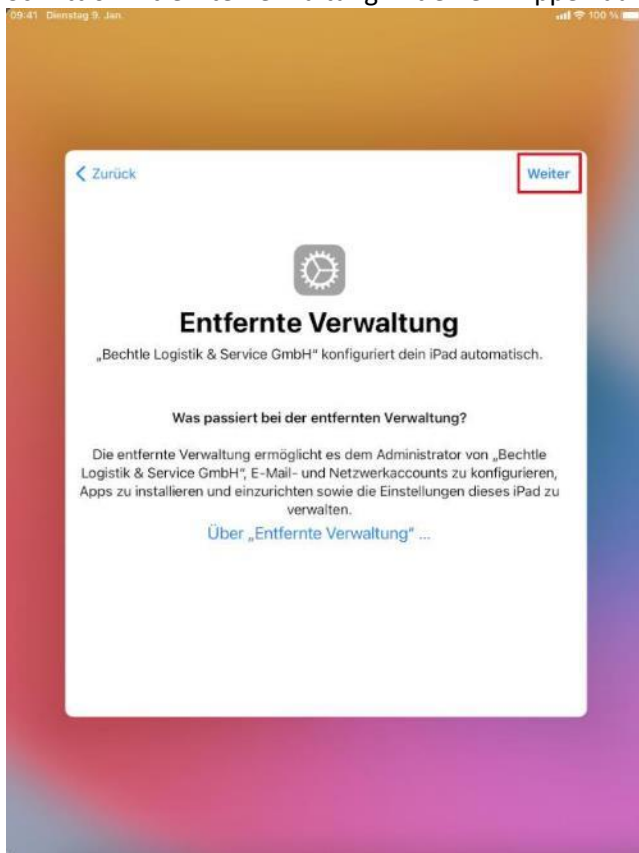 09:41 Dienstag 9. Jan.
100 %
Zurück
Weiter
Entfernte Verwaltung
„Bechtle Logistik & Service GmbH“ konfiguriert dein iPad automatisch.
Was passiert bei der entfernten Verwaltung?
Die entfernte Verwaltung ermöglicht es dem Administrator von „Bechtle
Logistik & Service GmbH“, E-Mail- und Netzwerkaccounts zu konfigurieren,
Apps zu installieren und einzurichten sowie die Einstellungen dieses iPad zu
verwalten.
Über „Entfernte Verwaltung“ ...